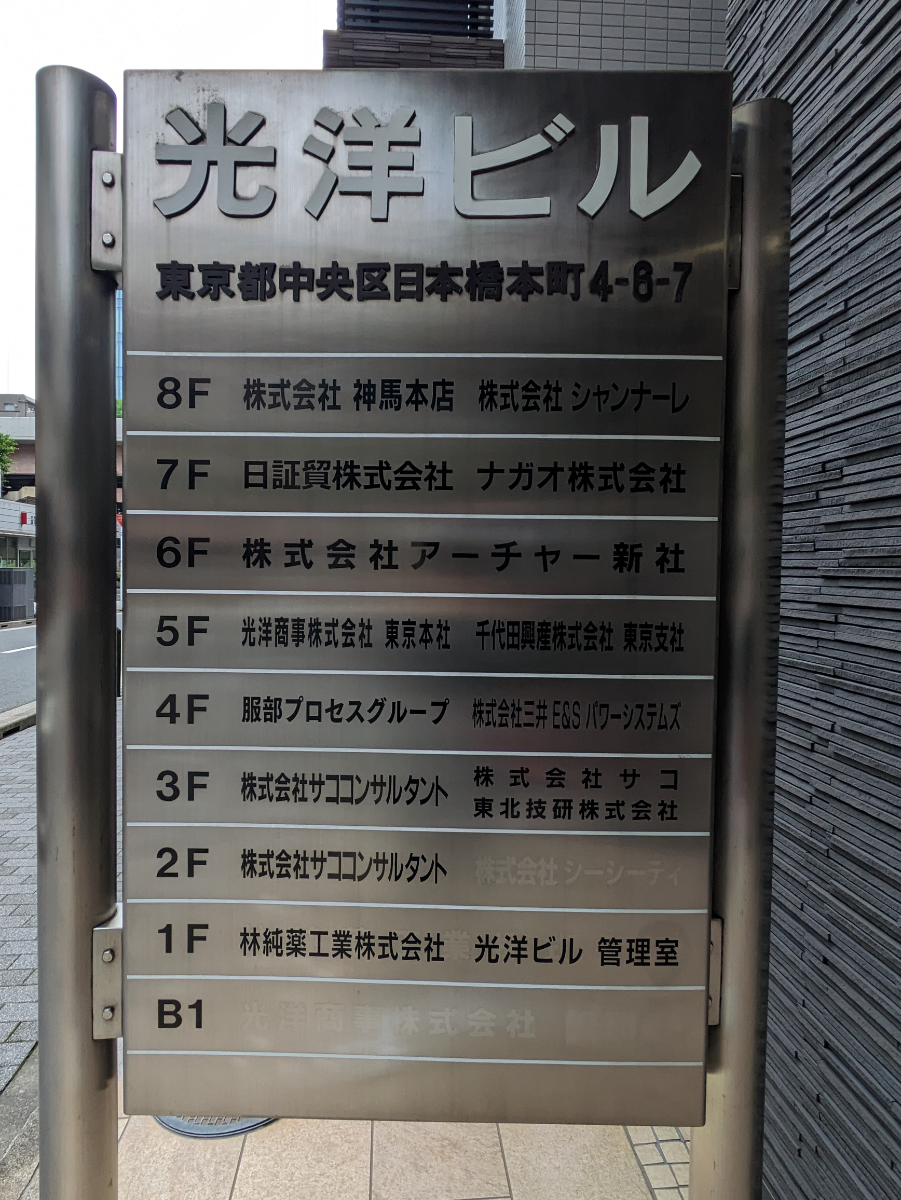 光洋ビル
東京都中央区日本橋本町4-6-7
8F 株式会社 神馬本店 株式会社 シャンナーレ
7F 日証貿株式会社 ナガオ株式会社
6F 株式会社アーチャー新社
5F 光洋商事株式会社 東京本社 千代田興産株式会社 東京支社
4F 服部プロセスグループ 株式会社三井E&Sパワーシステムズ
3F 株式会社サココンサルタント 株式会社サコ
東北技研株式会社
2F 株式会社サココンサルタント 株式会社 シーシーディ
1F 林純薬工業株式会社 光洋ビル 管理室
B1 光洋商事株式会社